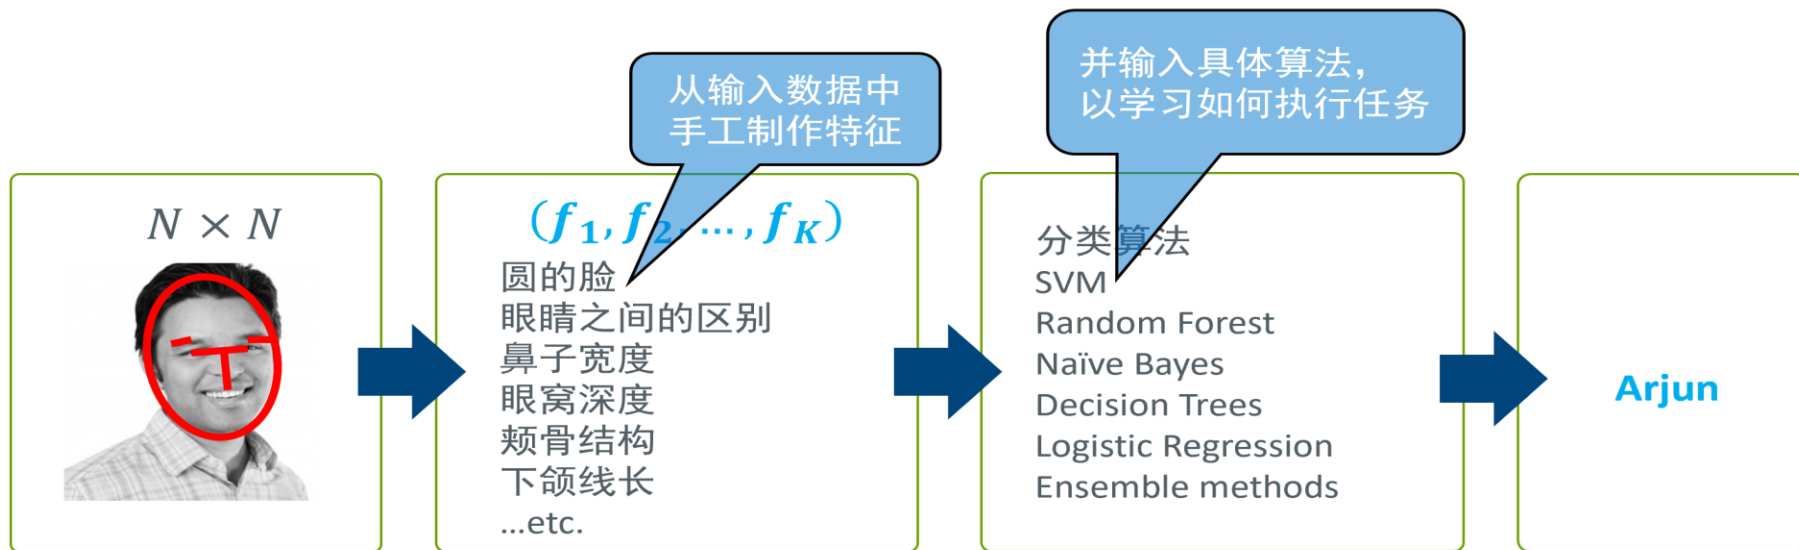 从输入数据中
手工制作特征
并输入具体算法，
以学习如何执行任务
N × N
(f₁, f₂, ..., f_K)
圆的脸
眼睛之间的区别
鼻子宽度
眼窝深度
颊骨结构
下颌线长
...etc.
分类算法
SVM
Random Forest
Naïve Bayes
Decision Trees
Logistic Regression
Ensemble methods
Arjun